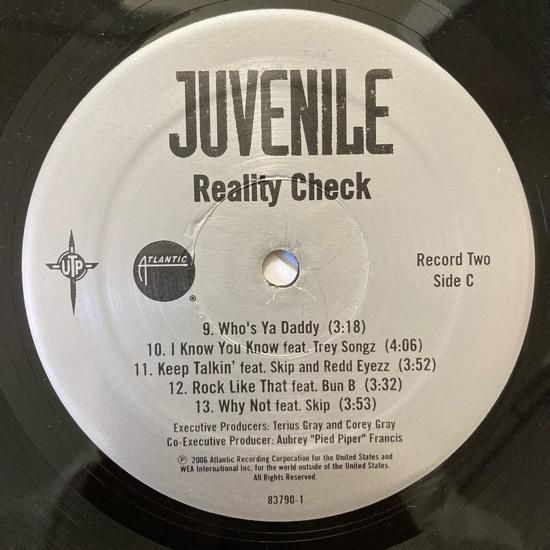 JUVENILE
Reality Check
UTP
ATLANTIC
®
Record Two
Side C
9. Who's Ya Daddy (3:18)
10. I Know You Know feat. Trey Songz (4:06)
11. Keep Talkin' feat. Skip and Redd Eyezz (3:52)
12. Rock Like That feat. Bun B (3:32)
13. Why Not feat. Skip (3:53)
Executive Producers: Terius Gray and Corey Gray
Co-Executive Producer: Aubrey "Pied Piper" Francis
℗ 2006 Atlantic Recording Corporation for the United States and
WEA International Inc. for the world outside of the United States.
All Rights Reserved.
83790-1